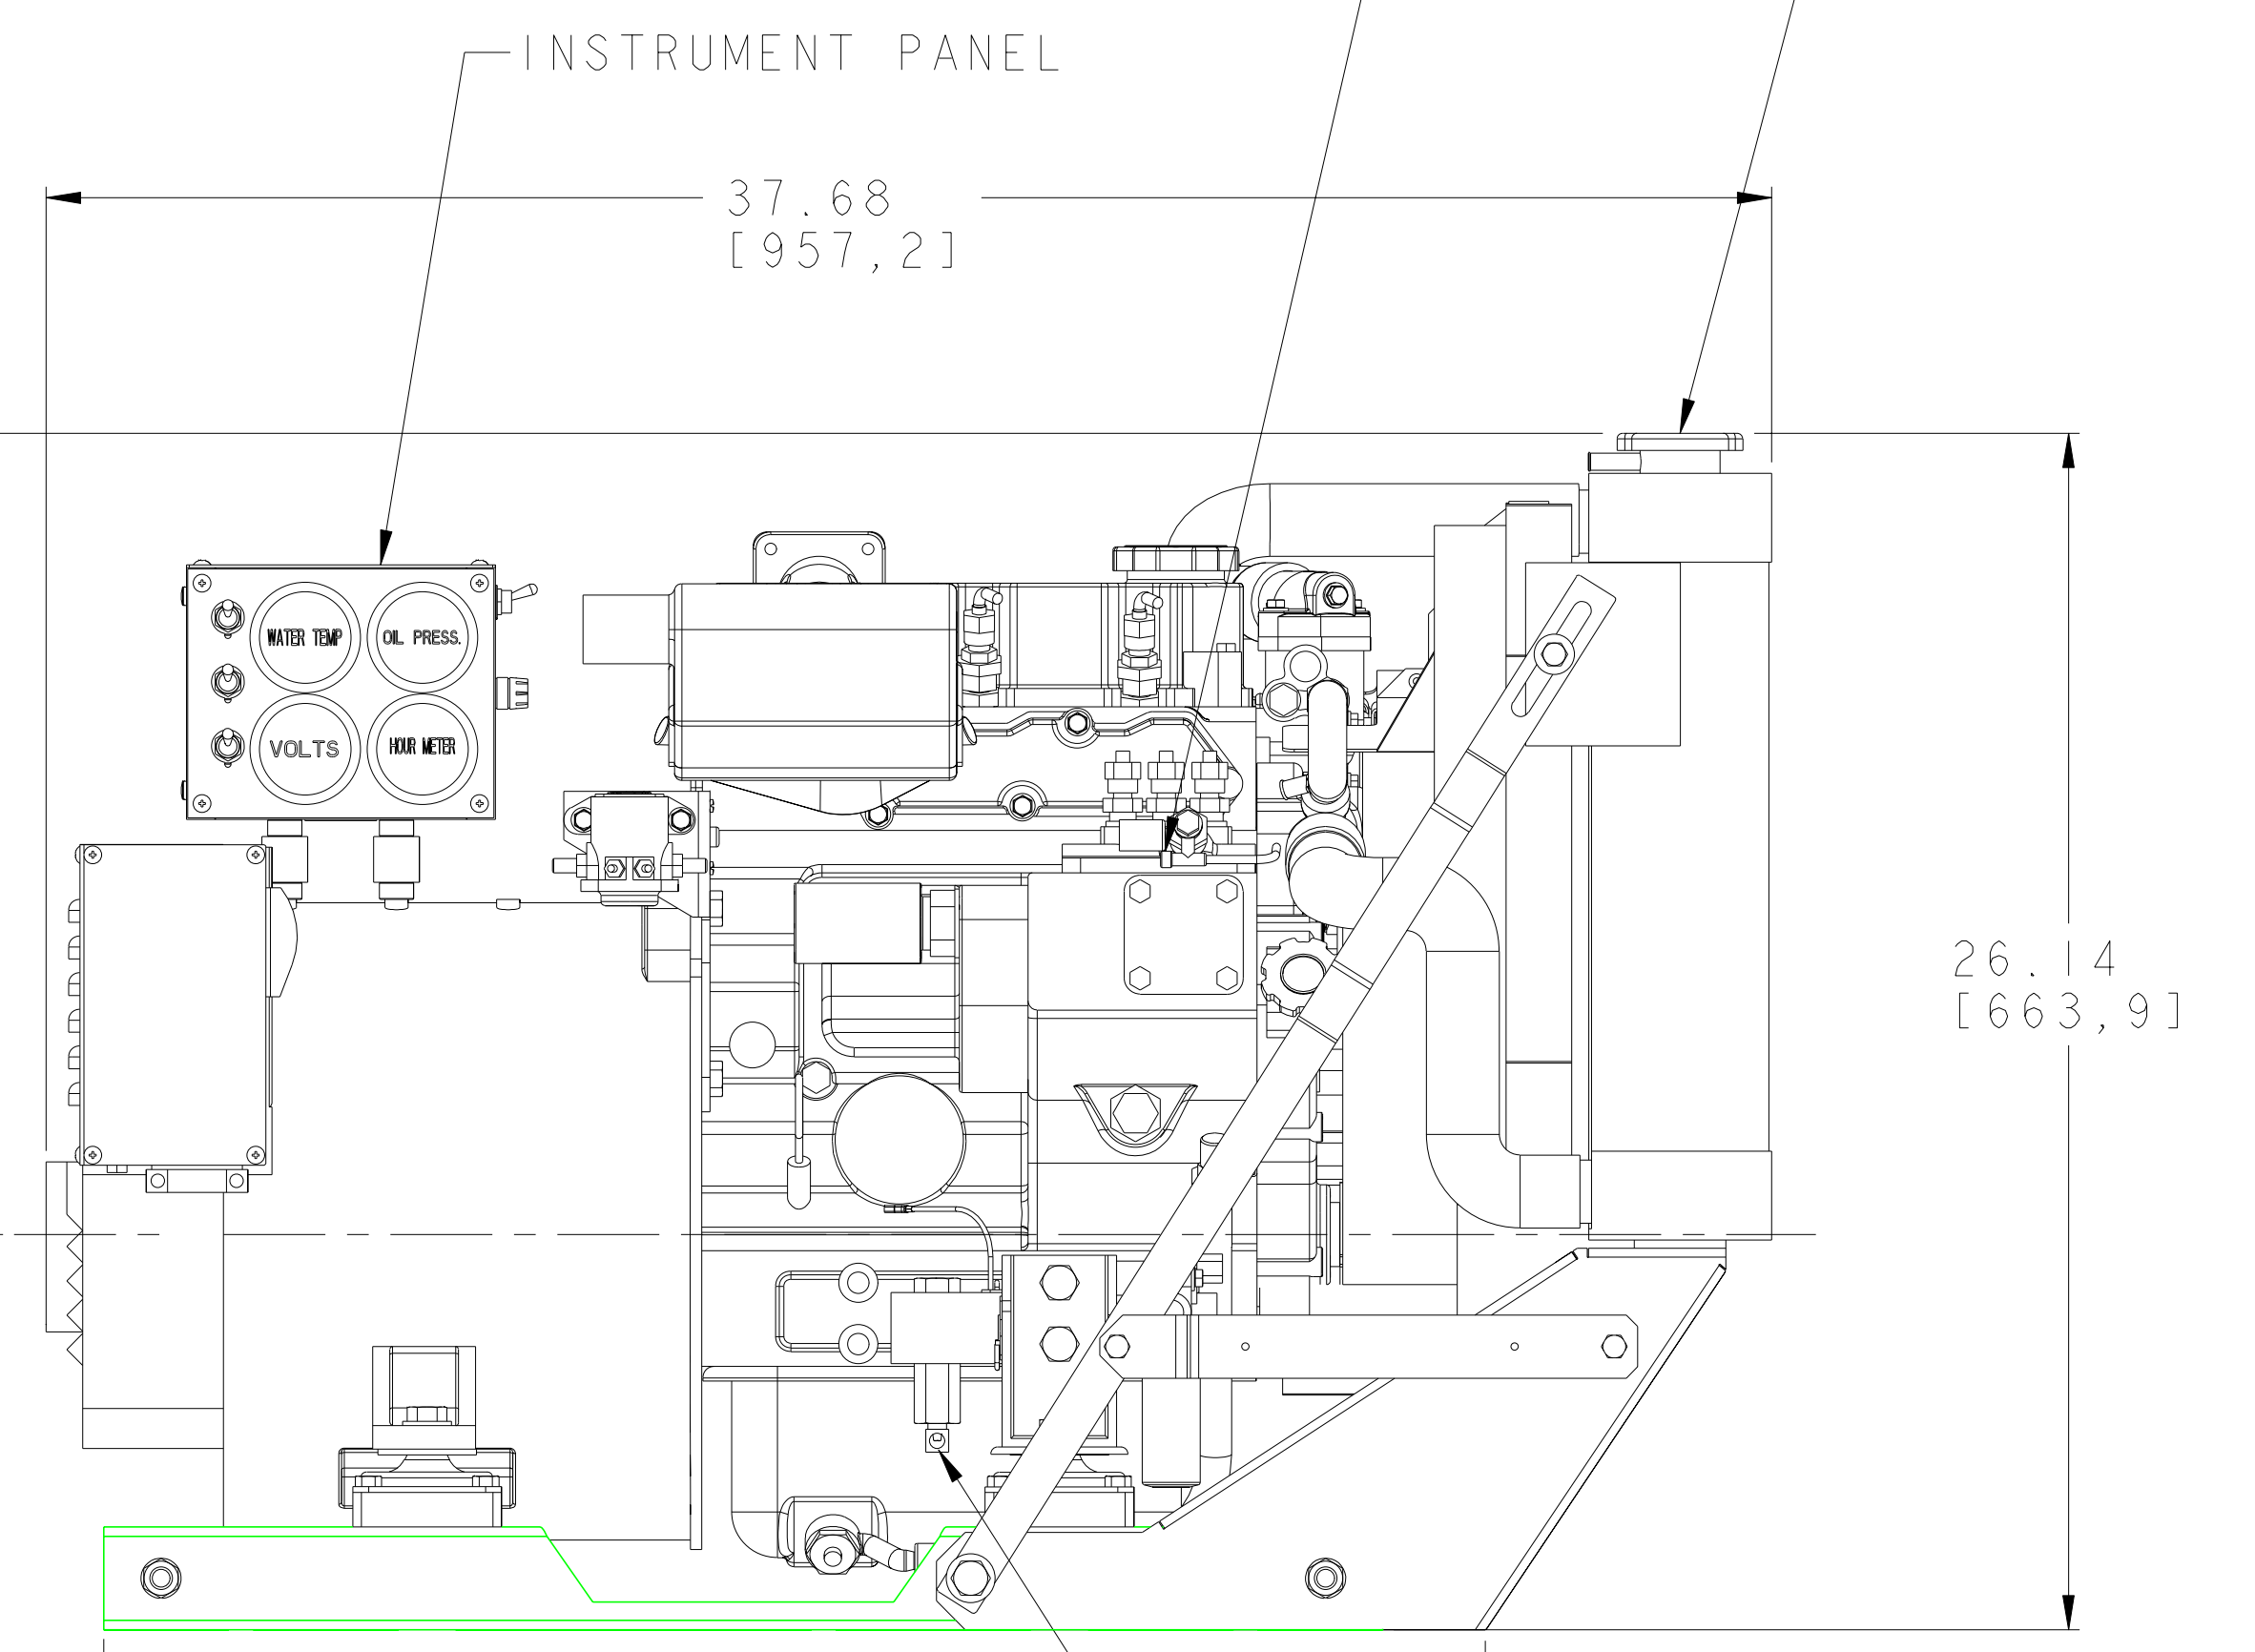 INSTRUMENT PANEL
37.68
[957,2]
WATER TEMP
OIL PRESS.
VOLTS
HOUR METER
26.14
[663,9]